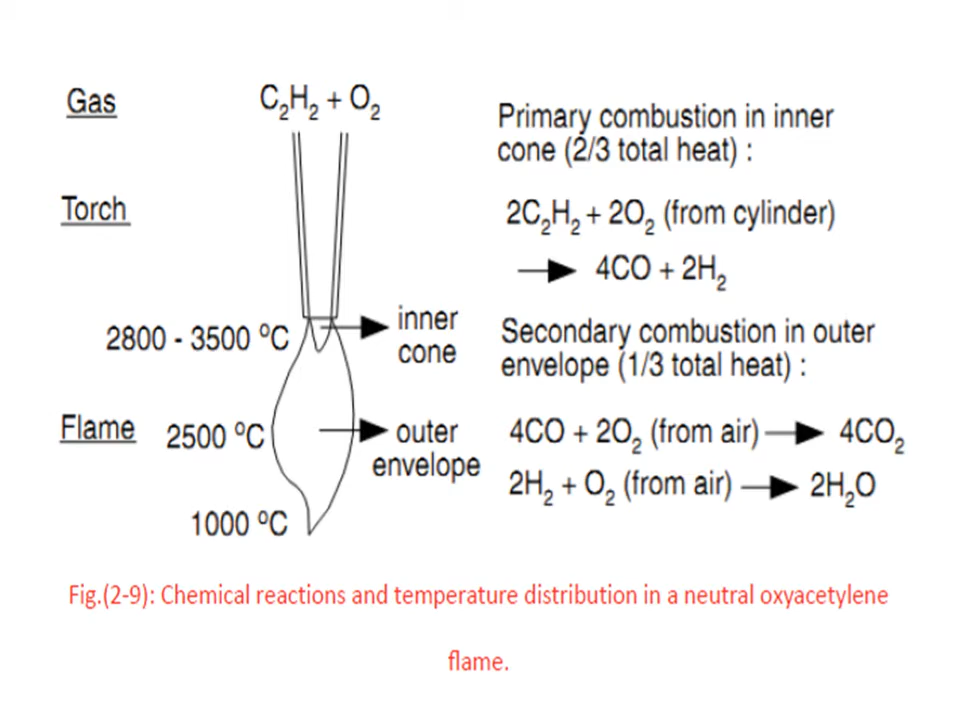 Gas
C₂H₂ + O₂
Torch
2800 - 3500 ⁰C
inner
cone
Flame
2500 ⁰C
outer
envelope
1000 ⁰C
Primary combustion in inner
cone (2/3 total heat) :
2C₂H₂ + 2O₂ (from cylinder)
→ 4CO + 2H₂
Secondary combustion in outer
envelope (1/3 total heat) :
4CO + 2O₂ (from air) → 4CO₂
2H₂ + O₂ (from air) → 2H₂O
Fig.(2-9): Chemical reactions and temperature distribution in a neutral oxyacetylene
flame.